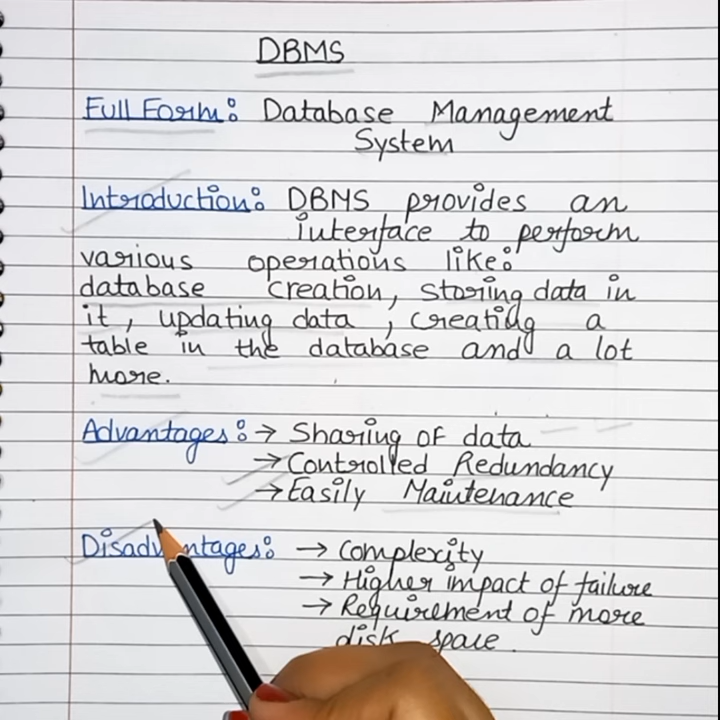 DBMS
Full Form: Database Management
System
Introduction: DBMS provides an
interface to perform
various operations like:
database creation, storing data in
it, updating data, creating a
table in the database and a lot
more.
Advantages: → Sharing of data
→ Controlled Redundancy
→ Easily Maintenance
Disadvantages: → Complexity
→ Higher impact of failure
→ Requirement of more
disk space.